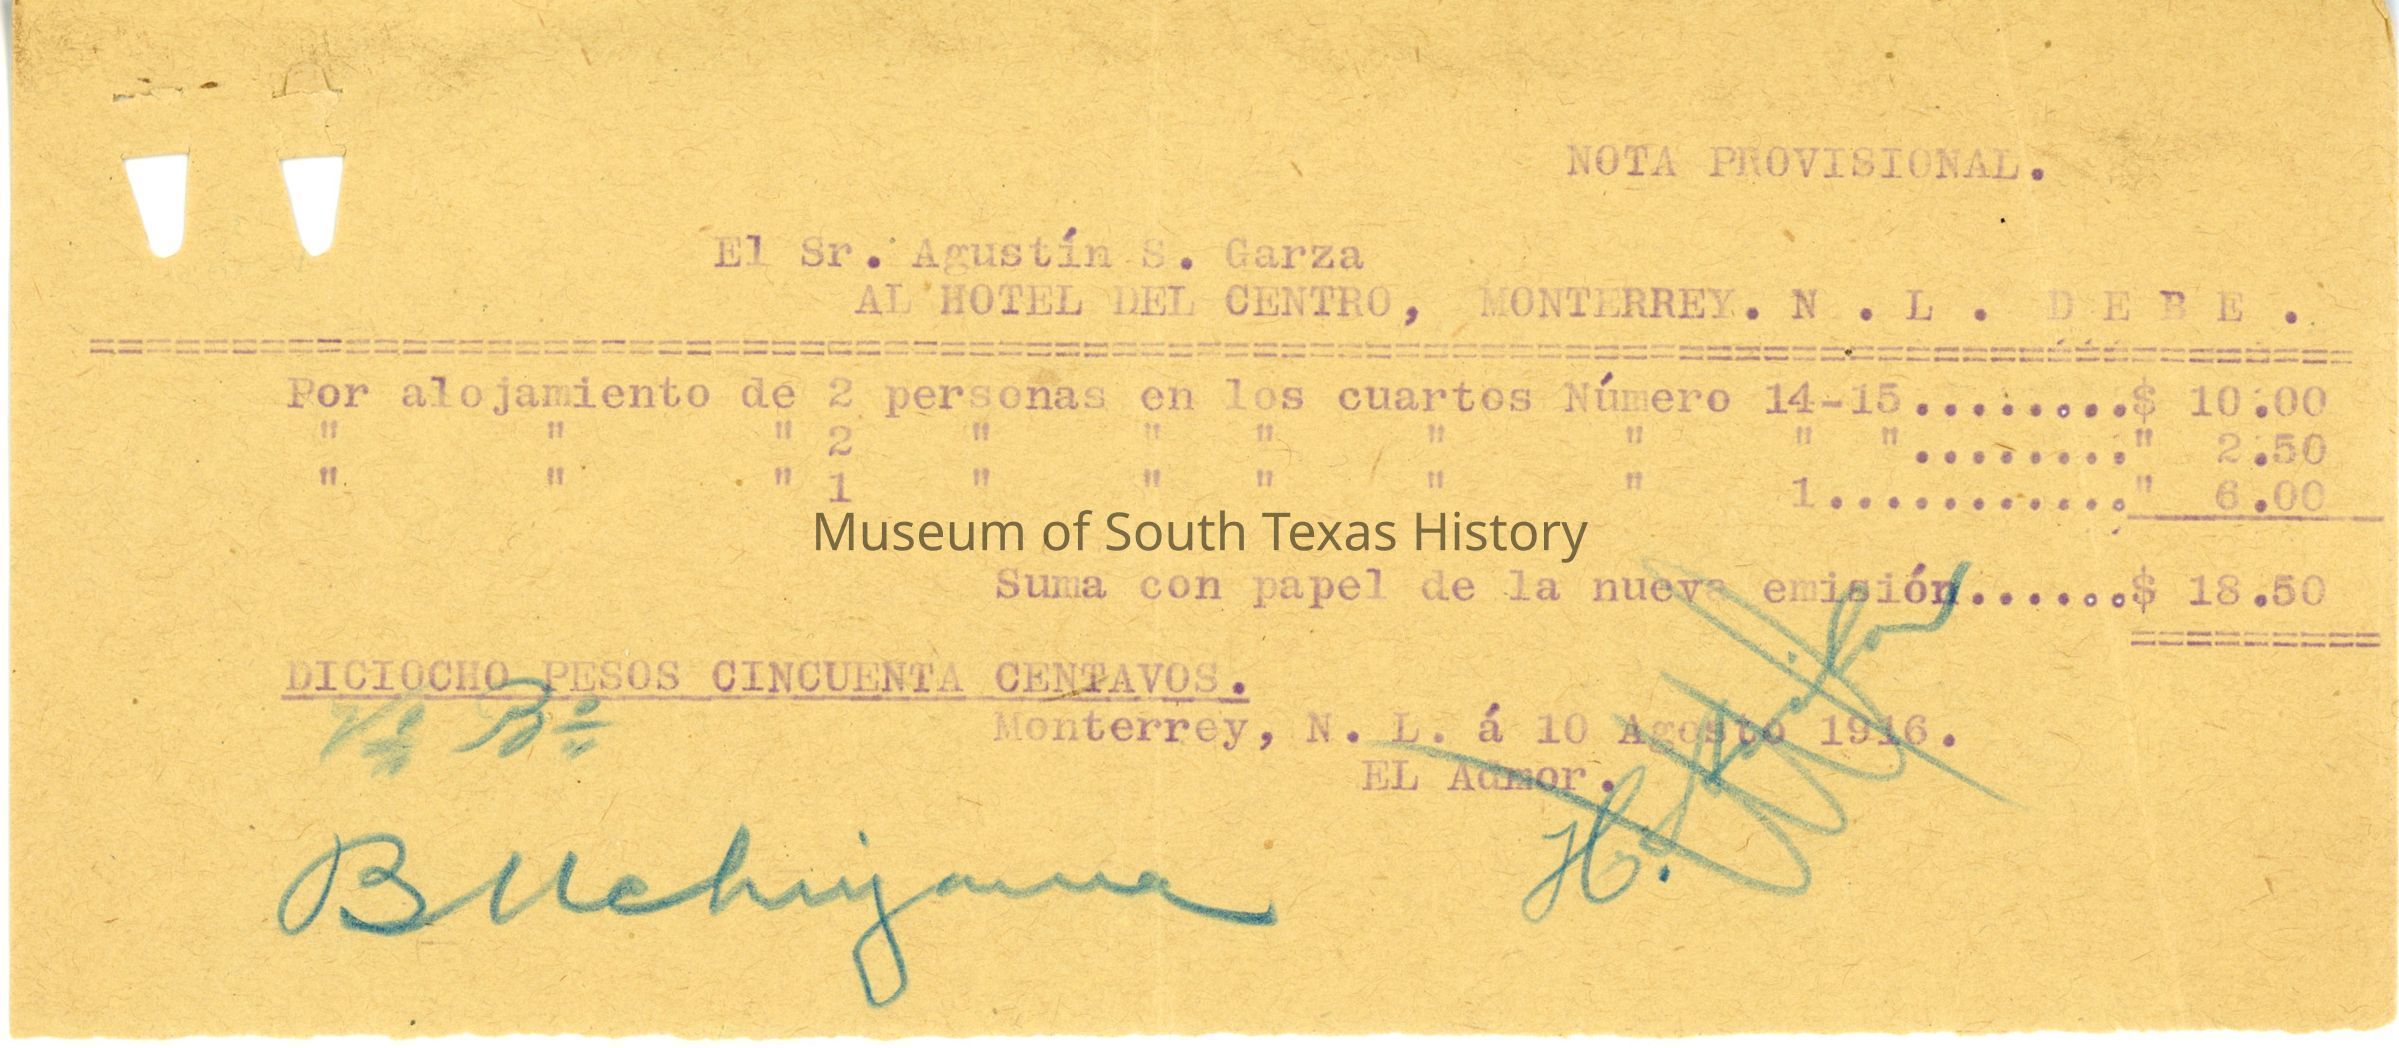 NOTA PROVISIONAL.
El Sr. Agustín S. Garza
AL HOTEL DEL CENTRO, MONTERREY. N . L . D E B E .
================================================================================
Por alojamiento de 2 personas en los cuartos Número 14-15........$ 10.00
" " " 2 " " " " " " "........" 2.50
" " " 1 " " " " " 1..........." 6.00
Museum of South Texas History
Suma con papel de la nueva emisión......$ 18.50
=========
DICIOCHO PESOS CINCUENTA CENTAVOS.
Vº Bº
Monterrey, N. L. á 10 Agosto 1916.
EL Admor.
H.
B Uchiyama